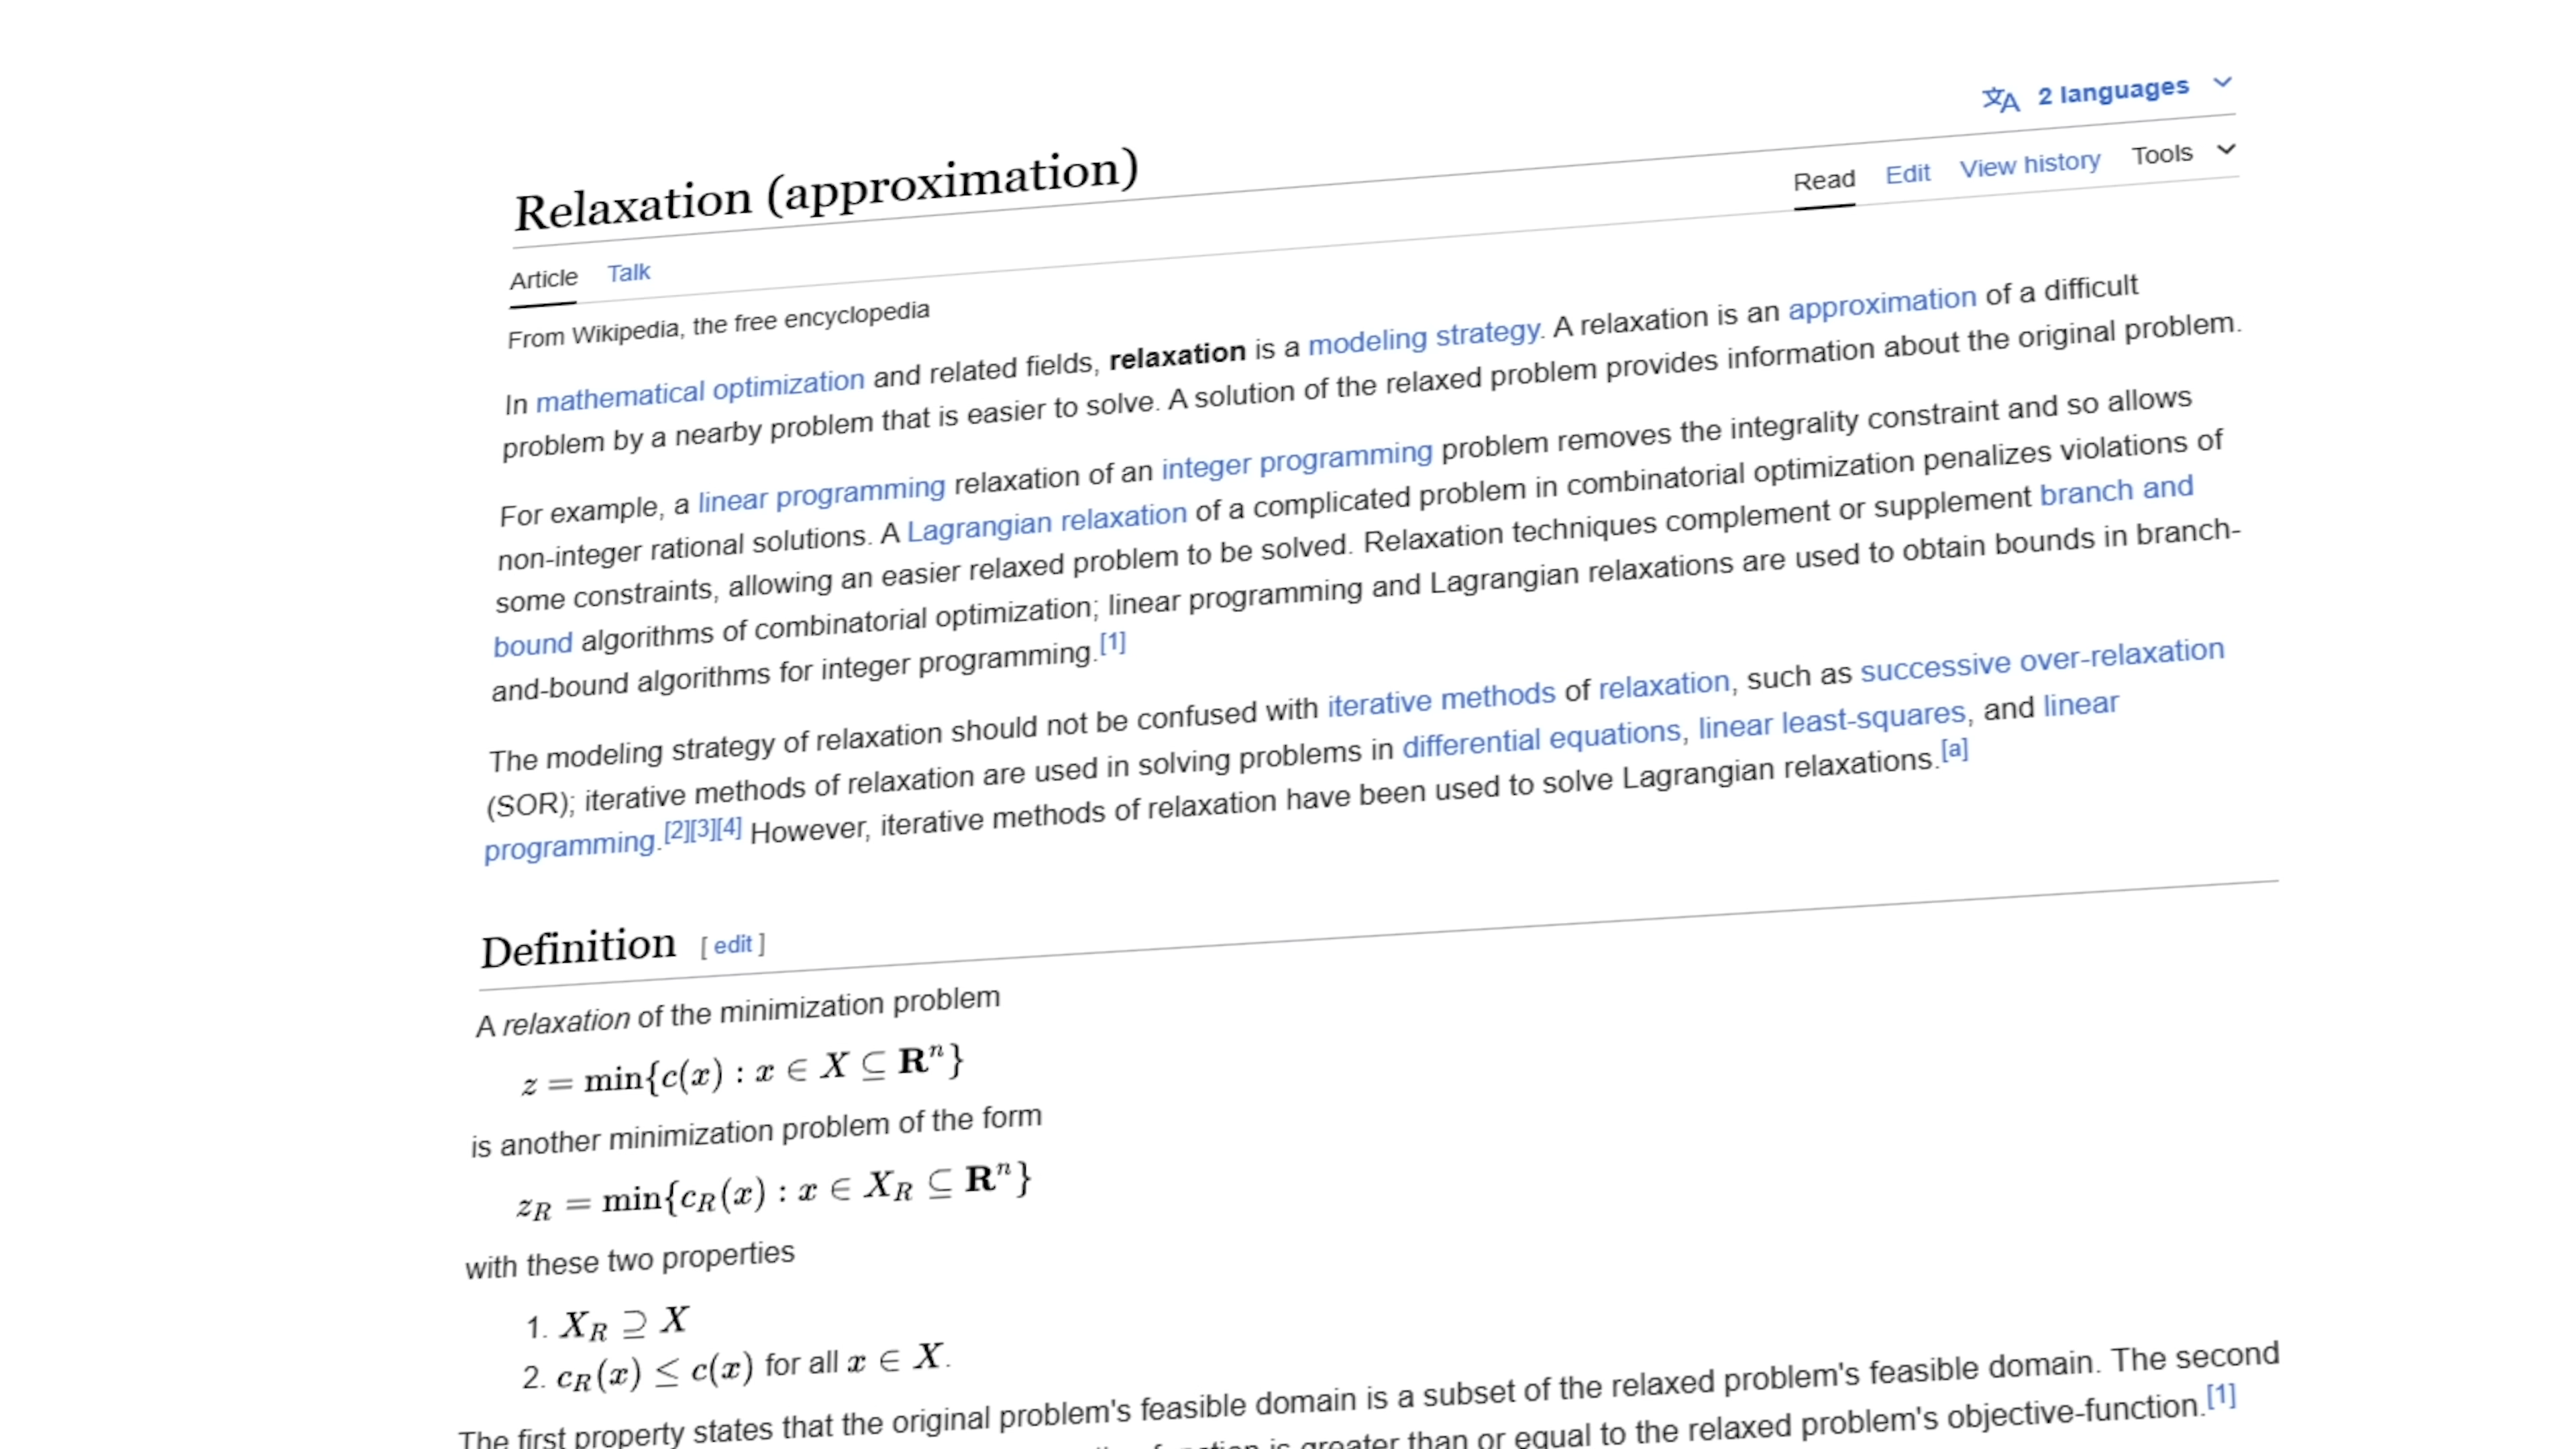 2 languages
Relaxation (approximation)
Article Talk Read Edit View history Tools
From Wikipedia, the free encyclopedia
In mathematical optimization and related fields, relaxation is a modeling strategy. A relaxation is an approximation of a difficult
problem by a nearby problem that is easier to solve. A solution of the relaxed problem provides information about the original problem.
For example, a linear programming relaxation of an integer programming problem removes the integrality constraint and so allows
non-integer rational solutions. A Lagrangian relaxation of a complicated problem in combinatorial optimization penalizes violations of
some constraints, allowing an easier relaxed problem to be solved. Relaxation techniques complement or supplement branch and
bound algorithms of combinatorial optimization; linear programming and Lagrangian relaxations are used to obtain bounds in branch-
and-bound algorithms for integer programming.[1]
The modeling strategy of relaxation should not be confused with iterative methods of relaxation, such as successive over-relaxation
(SOR); iterative methods of relaxation are used in solving problems in differential equations, linear least-squares, and linear
programming.[2][3][4] However, iterative methods of relaxation have been used to solve Lagrangian relaxations.[a]
Definition [ edit ]
A relaxation of the minimization problem
z = min{c(x) : x ∈ X ⊆ Rⁿ}
is another minimization problem of the form
z_R = min{c_R(x) : x ∈ X_R ⊆ Rⁿ}
with these two properties
1. X_R ⊇ X
2. c_R(x) ≤ c(x) for all x ∈ X.
The first property states that the original problem's feasible domain is a subset of the relaxed problem's feasible domain. The second
is greater than or equal to the relaxed problem's objective-function.[1]